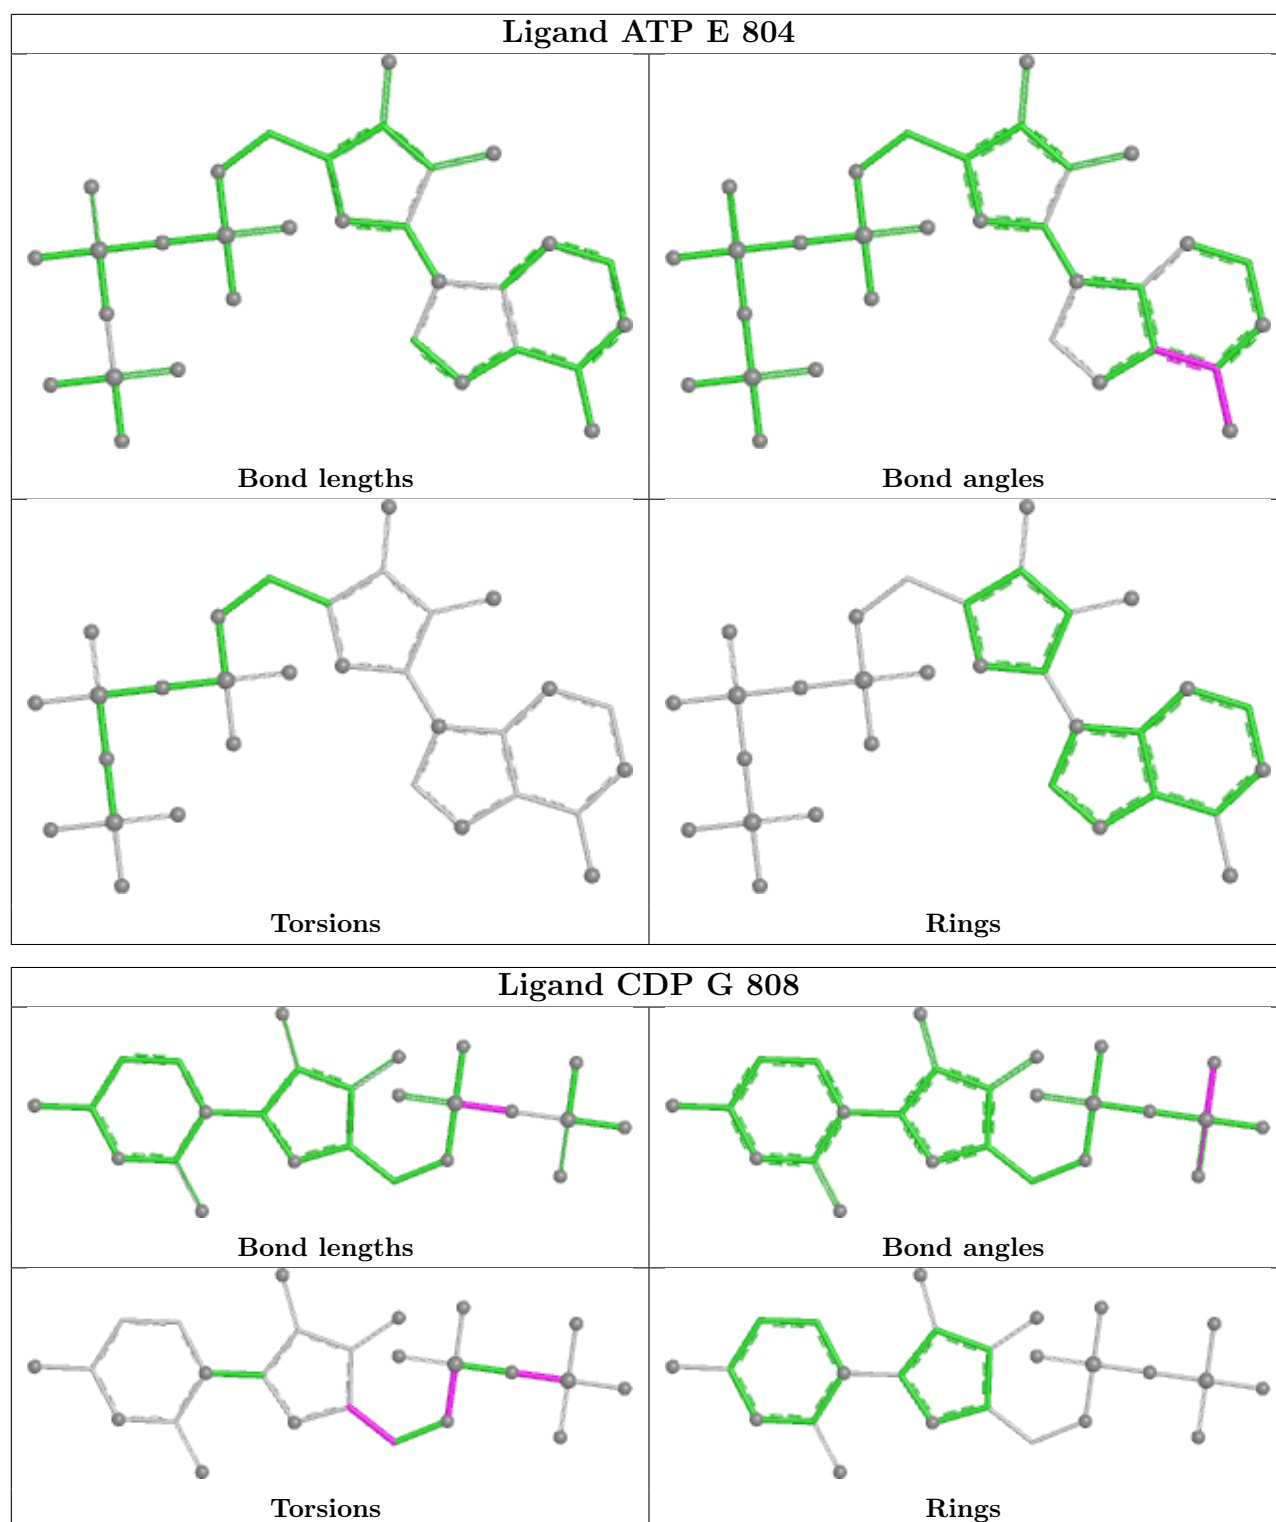 Ligand ATP E 804
Bond lengths
Bond angles
Torsions
Rings
Ligand CDP G 808
Bond lengths
Bond angles
Torsions
Rings